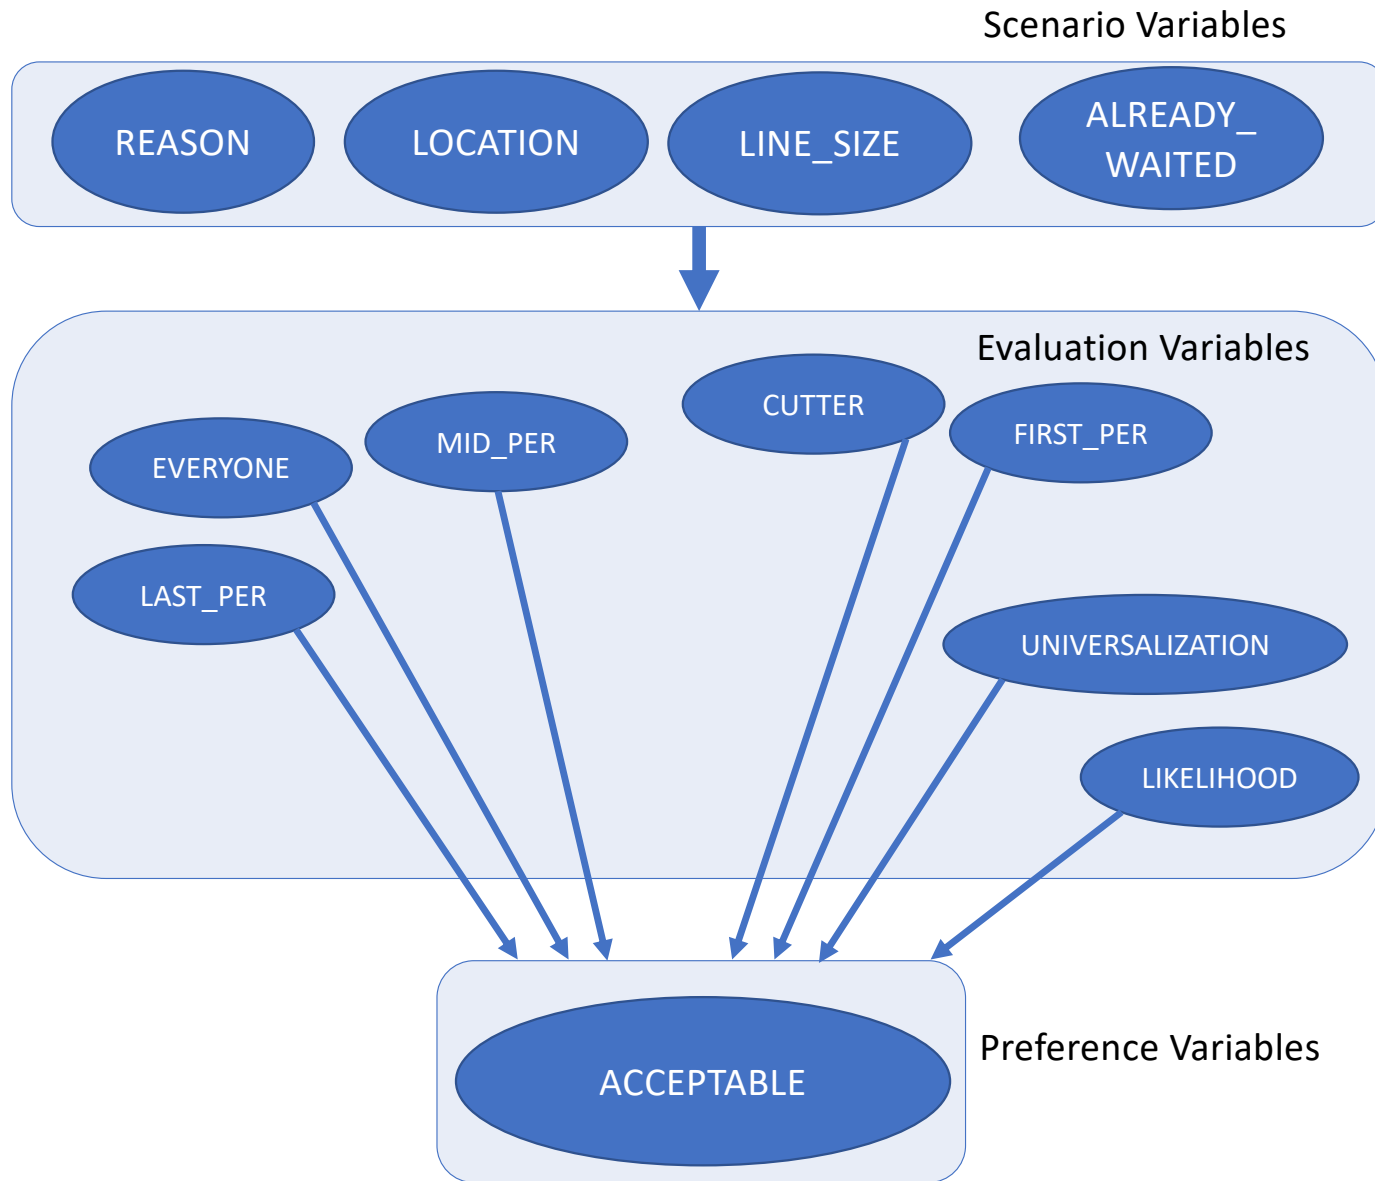 Scenario Variables
REASON
LOCATION
LINE_SIZE
ALREADY_
WAITED
Evaluation Variables
CUTTER
FIRST_PER
MID_PER
EVERYONE
LAST_PER
UNIVERSALIZATION
LIKELIHOOD
Preference Variables
ACCEPTABLE